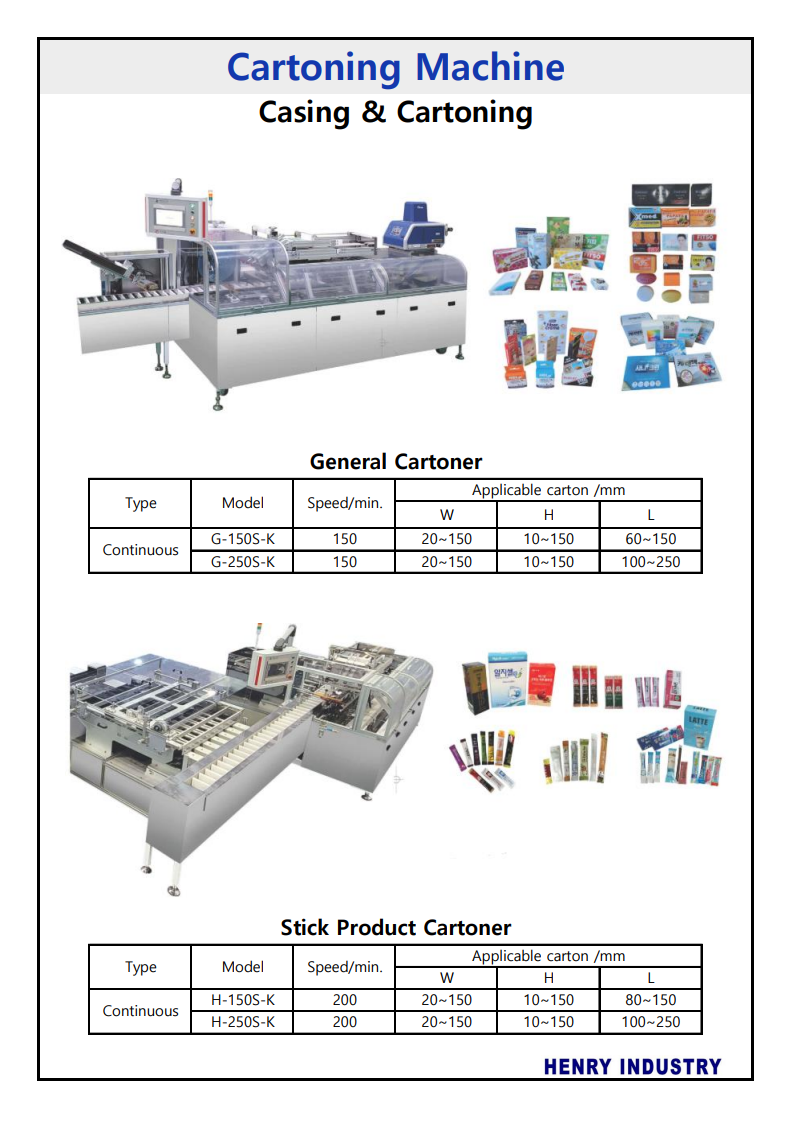 Cartoning Machine
Casing & Cartoning
General Cartoner
Type Model Speed/min. Applicable carton /mm
W H L
Continuous G-150S-K 150 20~150 10~150 60~150
G-250S-K 150 20~150 10~150 100~250
LATTE
Stick Product Cartoner
Type Model Speed/min. Applicable carton /mm
W H L
Continuous H-150S-K 200 20~150 10~150 80~150
H-250S-K 200 20~150 10~150 100~250
HENRY INDUSTRY